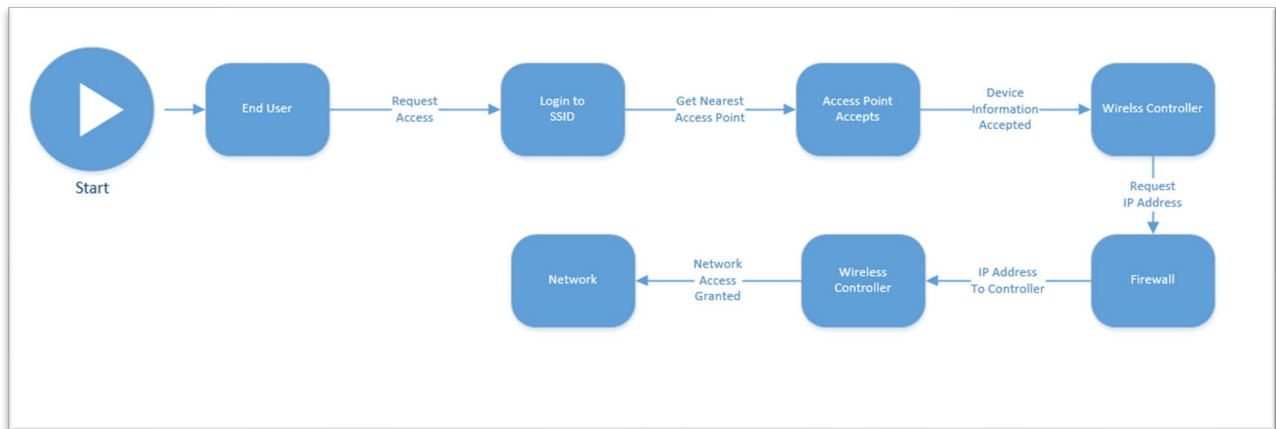 Start
End User
Request
Access
Login to
SSID
Get Nearest
Access Point
Access Point
Accepts
Device
Information
Accepted
Wirelss Controller
Request
IP Address
Firewall
IP Address
To Controller
Wireless
Controller
Network
Access
Granted
Network